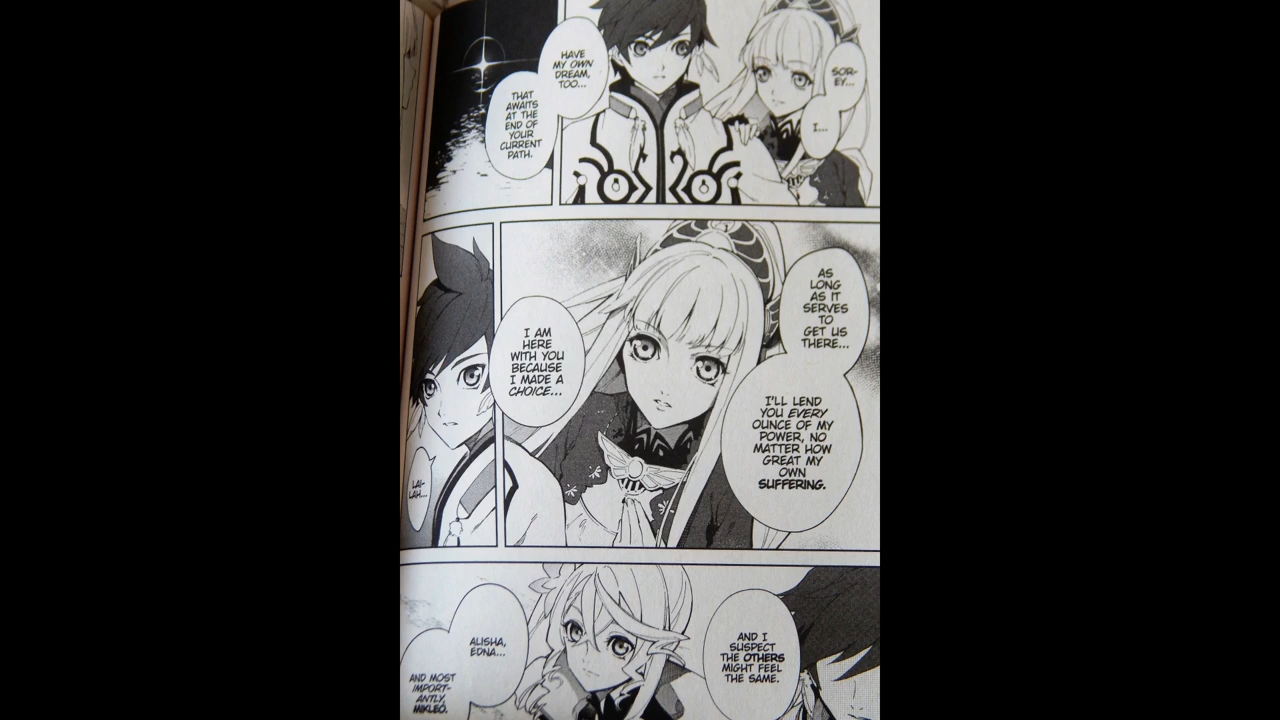 SOR-
EY...
I...
HAVE
MY OWN
DREAM,
TOO...
THAT
AWAITS
AT THE
END OF
YOUR
CURRENT
PATH.
AS
LONG
AS IT
SERVES
TO
GET US
THERE...
I'LL LEND
YOU EVERY
OUNCE OF MY
POWER, NO
MATTER HOW
GREAT MY
OWN
SUFFERING.
I AM
HERE
WITH YOU
BECAUSE
I MADE A
CHOICE...
LAI-
LAH...
AND I
SUSPECT
THE OTHERS
MIGHT FEEL
THE SAME.
ALISHA,
EDNA...
AND MOST
IMPORT-
ANTLY,
MIKLEO.